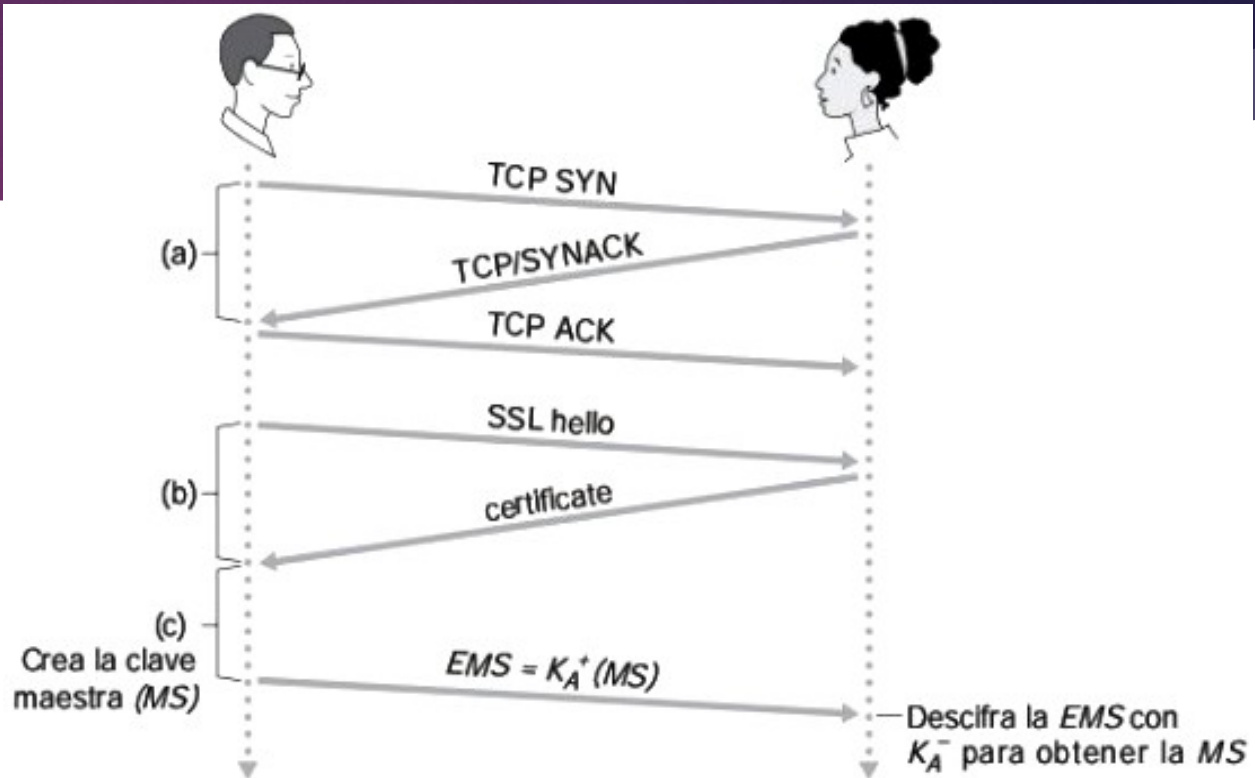 TCP SYN
(a)
TCP/SYNACK
TCP ACK
SSL hello
(b)
certificate
(c)
Crea la clave
maestra (MS)
EMS = K_A^+ (MS)
Descifra la EMS con
K_A^- para obtener la MS